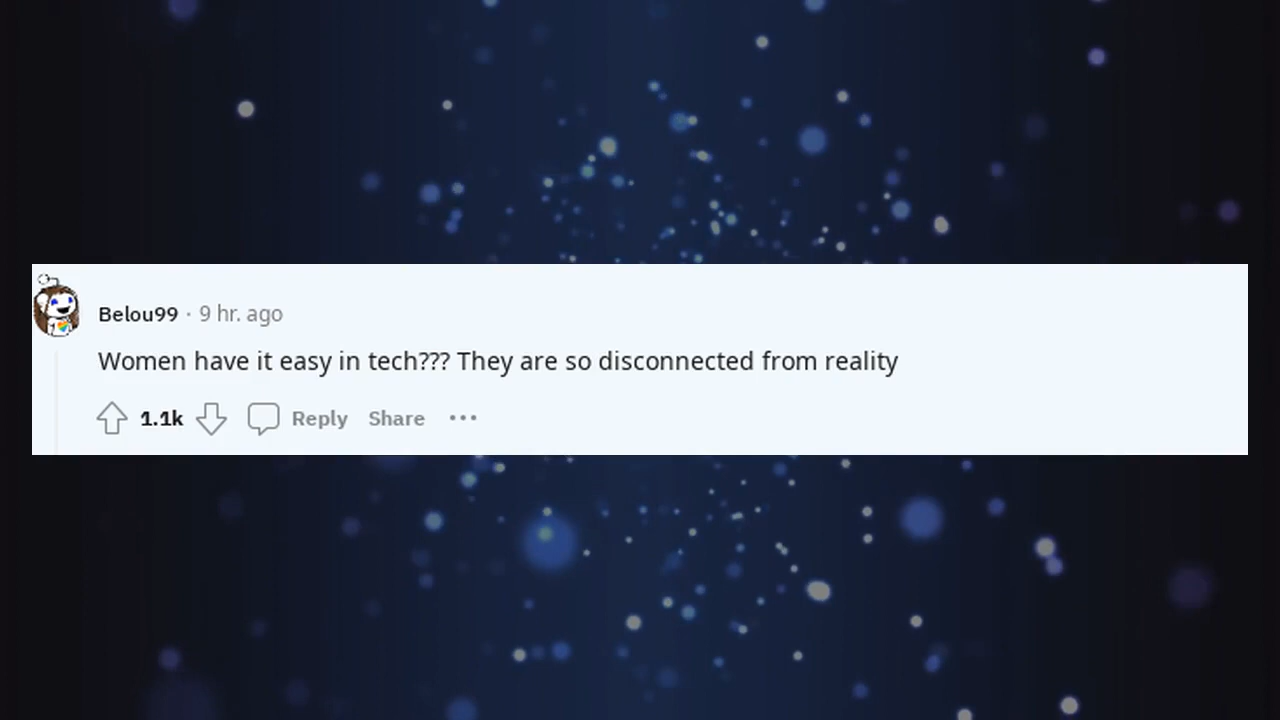 Belou99 · 9 hr. ago
Women have it easy in tech??? They are so disconnected from reality
1.1k Reply Share •••